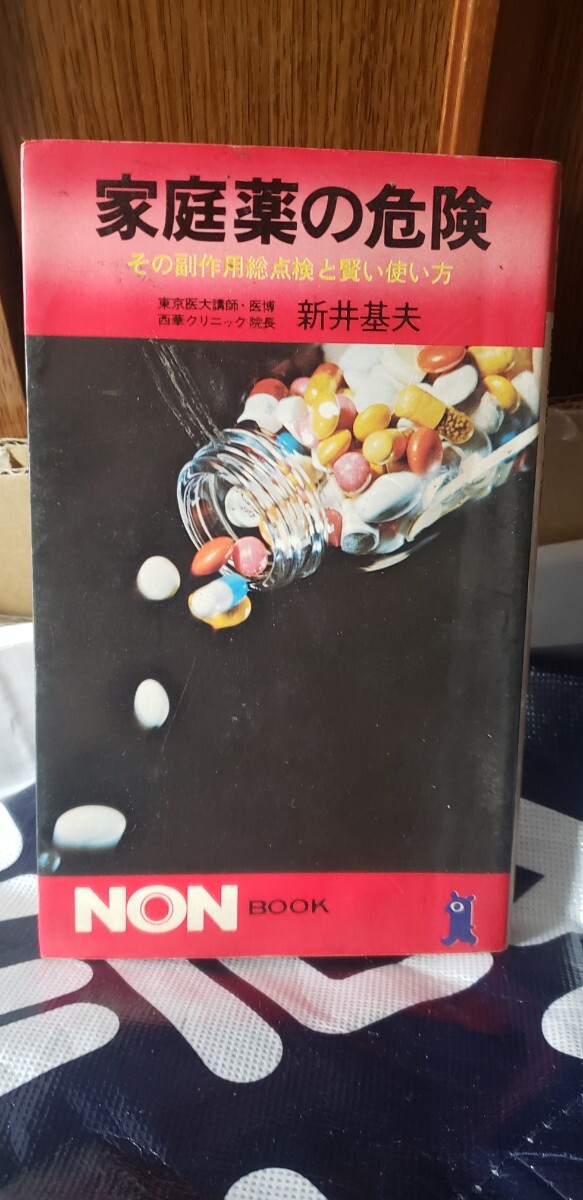 家庭薬の危険
その副作用総点検と賢い使い方
東京医大講師・医博
西華クリニック院長 新井基夫
NON BOOK